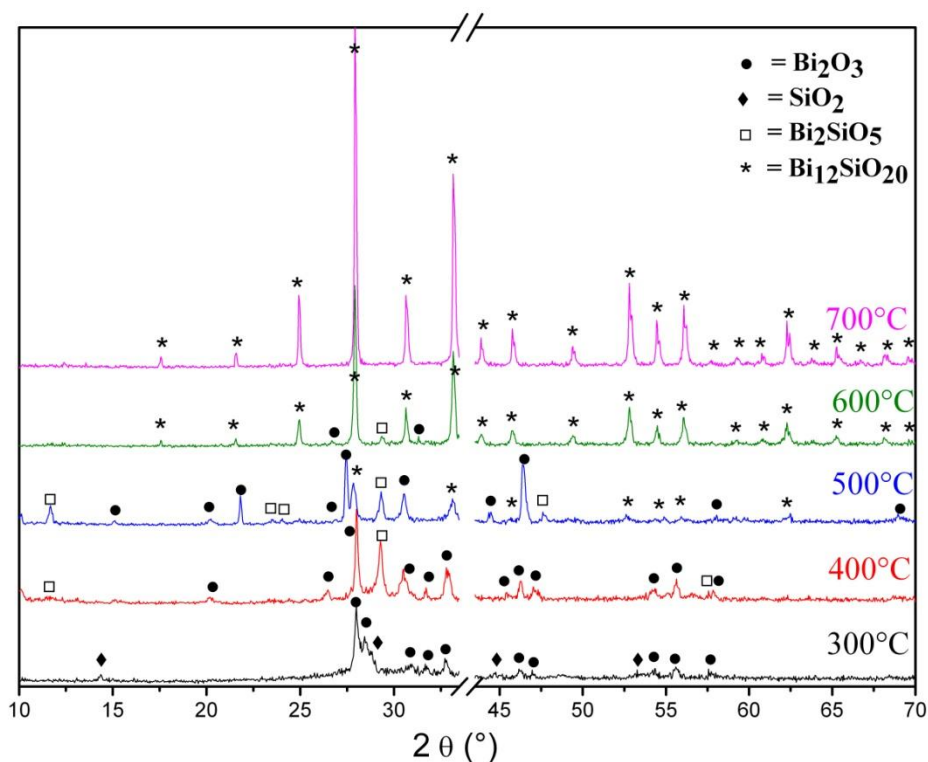 ● = Bi2O3
♦ = SiO2
□ = Bi2SiO5
* = Bi12SiO20
700°C
600°C
500°C
400°C
300°C
10 15 20 25 30 45 50 55 60 65 70
2 θ (°)